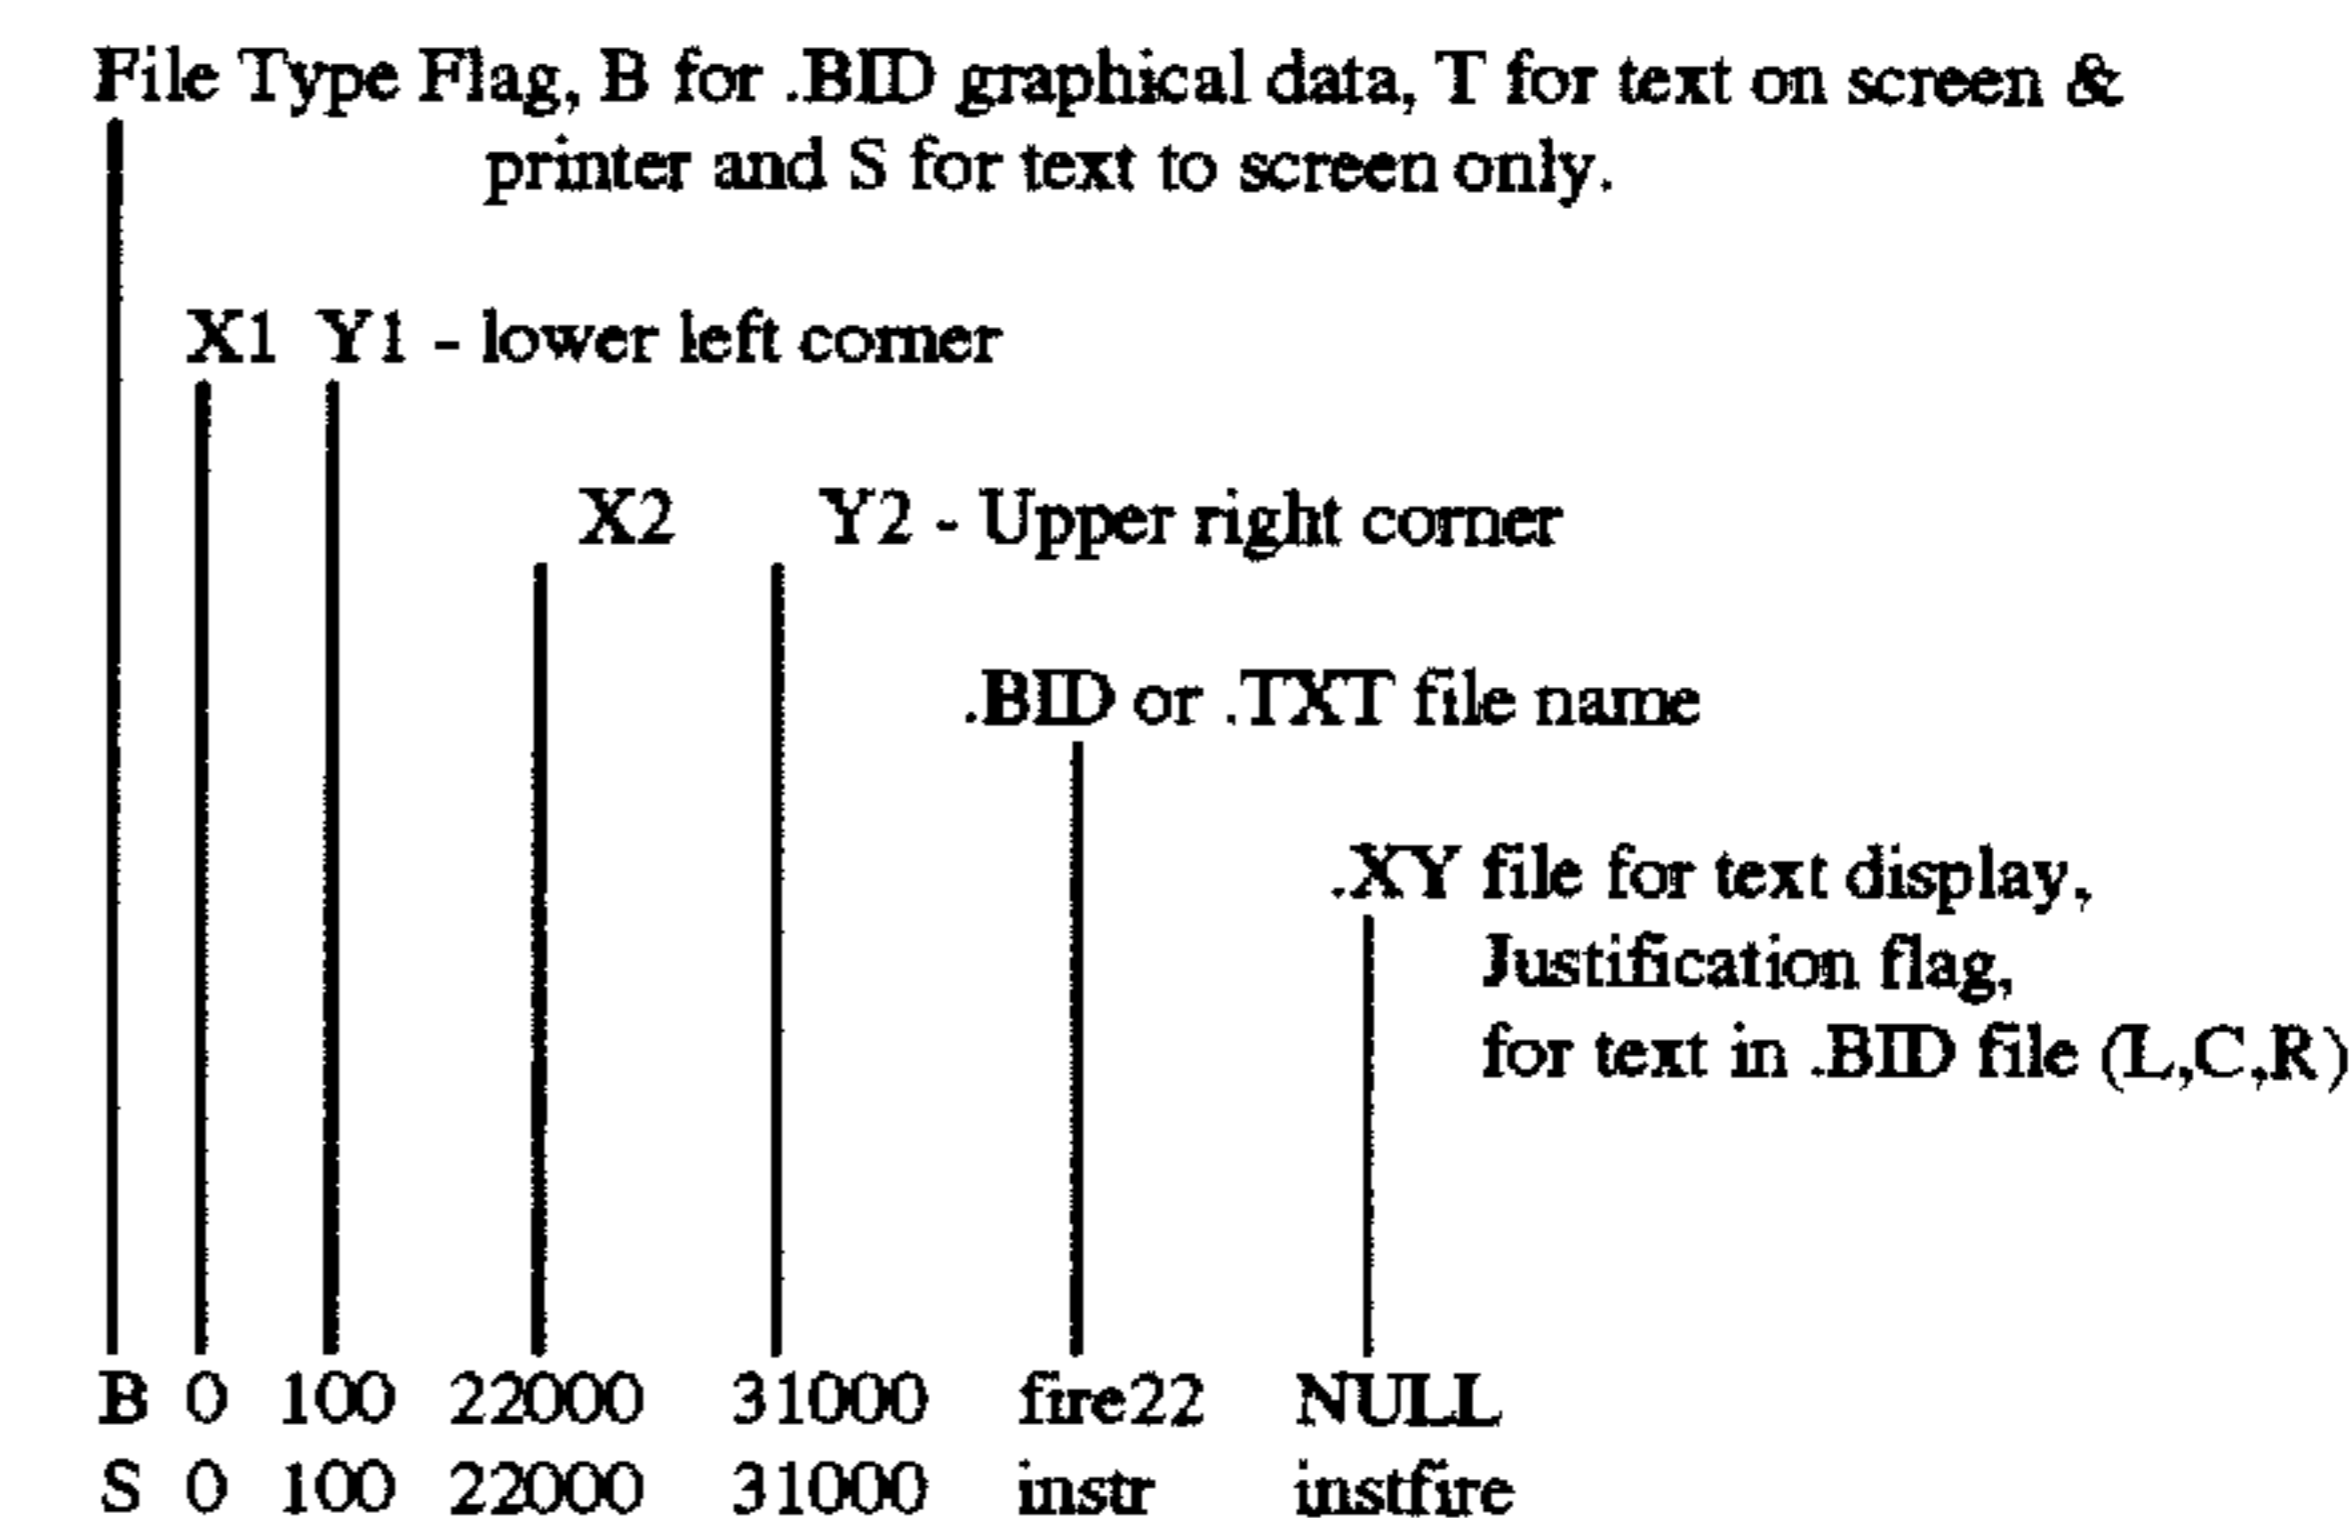 File Type Flag, B for .BID graphical data, T for text on screen &
printer and S for text to screen only.
X1 Y1 - lower left corner
X2 Y2 - Upper right corner
.BID or .TXT file name
.XY file for text display,
Justification flag,
for text in .BID file (L,C,R)
B 0 100 22000 31000 fire22 NULL
S 0 100 22000 31000 instr instfire